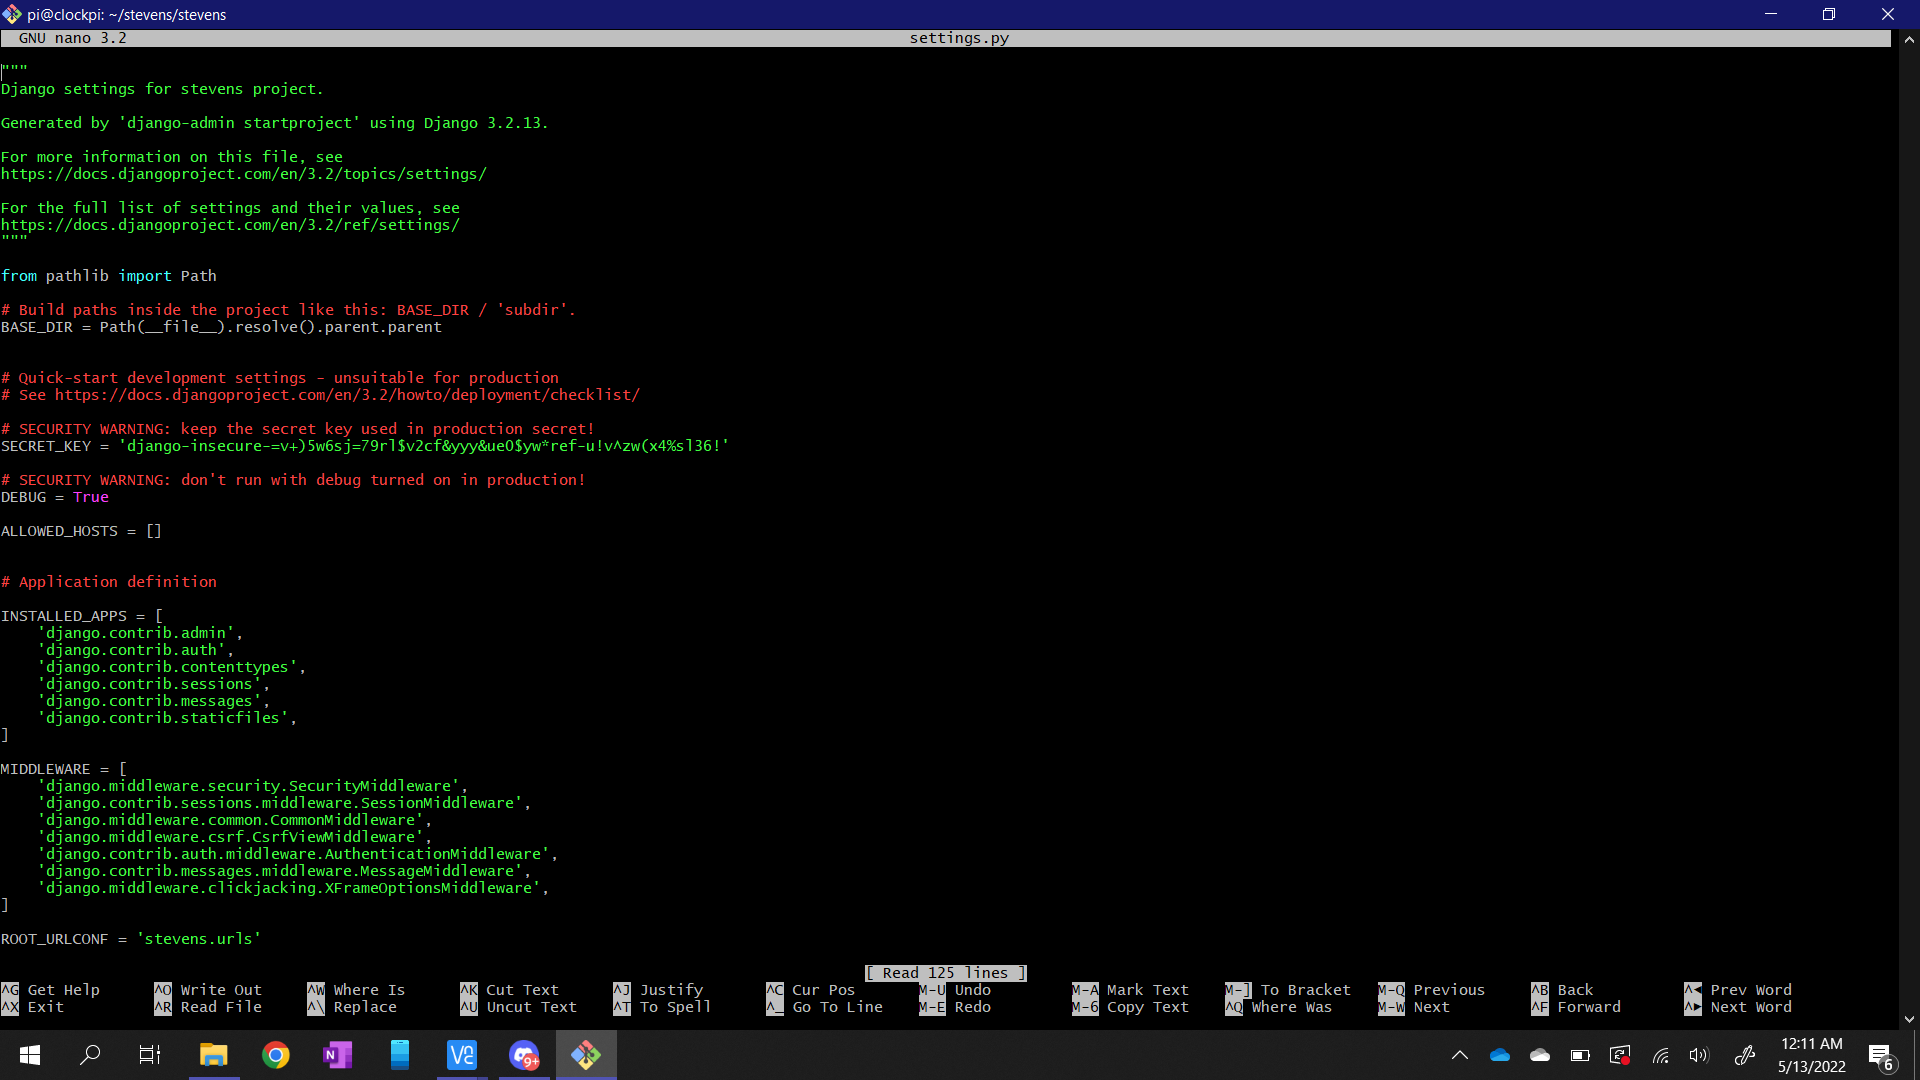 pi@clockpi: ~/stevens/stevens
GNU nano 3.2 settings.py
"""
Django settings for stevens project.
Generated by 'django-admin startproject' using Django 3.2.13.
For more information on this file, see
https://docs.djangoproject.com/en/3.2/topics/settings/
For the full list of settings and their values, see
https://docs.djangoproject.com/en/3.2/ref/settings/
"""
from pathlib import Path
# Build paths inside the project like this: BASE_DIR / 'subdir'.
BASE_DIR = Path(__file__).resolve().parent.parent
# Quick-start development settings - unsuitable for production
# See https://docs.djangoproject.com/en/3.2/howto/deployment/checklist/
# SECURITY WARNING: keep the secret key used in production secret!
SECRET_KEY = 'django-insecure-=v+)5w6sj=79rl$v2cf&yyy&ue0$yw*ref-u!v^zw(x4%sl36!'
# SECURITY WARNING: don't run with debug turned on in production!
DEBUG = True
ALLOWED_HOSTS = []
# Application definition
INSTALLED_APPS = [
    'django.contrib.admin',
    'django.contrib.auth',
    'django.contrib.contenttypes',
    'django.contrib.sessions',
    'django.contrib.messages',
    'django.contrib.staticfiles',
]
MIDDLEWARE = [
    'django.middleware.security.SecurityMiddleware',
    'django.contrib.sessions.middleware.SessionMiddleware',
    'django.middleware.common.CommonMiddleware',
    'django.middleware.csrf.CsrfViewMiddleware',
    'django.contrib.auth.middleware.AuthenticationMiddleware',
    'django.contrib.messages.middleware.MessageMiddleware',
    'django.middleware.clickjacking.XFrameOptionsMiddleware',
]
ROOT_URLCONF = 'stevens.urls'
[ Read 125 lines ]
^G Get Help ^O Write Out ^W Where Is ^K Cut Text ^J Justify ^C Cur Pos M-U Undo M-A Mark Text M-] To Bracket M-Q Previous ^B Back ^◄ Prev Word
^X Exit ^R Read File ^\ Replace ^U Uncut Text ^T To Spell ^_ Go To Line M-E Redo M-6 Copy Text ^Q Where Was M-W Next ^F Forward ^► Next Word
N
VC
9+
12:11 AM
5/13/2022
6